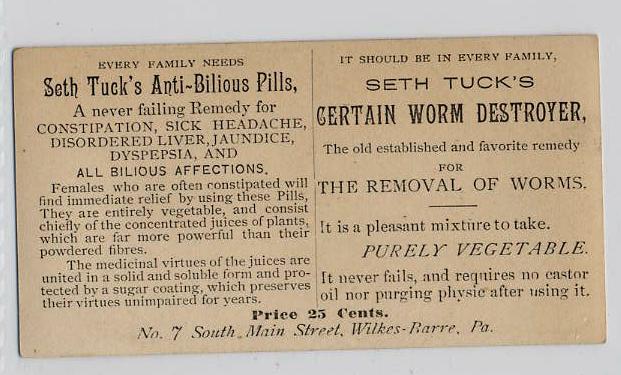 EVERY FAMILY NEEDS
Seth Tuck's Anti-Bilious Pills,
A never failing Remedy for
CONSTIPATION, SICK HEADACHE,
DISORDERED LIVER, JAUNDICE,
DYSPEPSIA, AND
ALL BILIOUS AFFECTIONS.
Females who are often constipated will
find immediate relief by using these Pills,
They are entirely vegetable, and consist
chiefly of the concentrated juices of plants,
which are far more powerful than their
powdered fibres.
The medicinal virtues of the juices are
united in a solid and soluble form and pro-
tected by a sugar coating, which preserves
their virtues unimpaired for years.
IT SHOULD BE IN EVERY FAMILY,
SETH TUCK'S
CERTAIN WORM DESTROYER,
The old established and favorite remedy
FOR
THE REMOVAL OF WORMS.
It is a pleasant mixture to take.
PURELY VEGETABLE.
It never fails, and requires no castor
oil nor purging physic after using it.
Price 25 Cents.
No. 7 South Main Street, Wilkes-Barre, Pa.